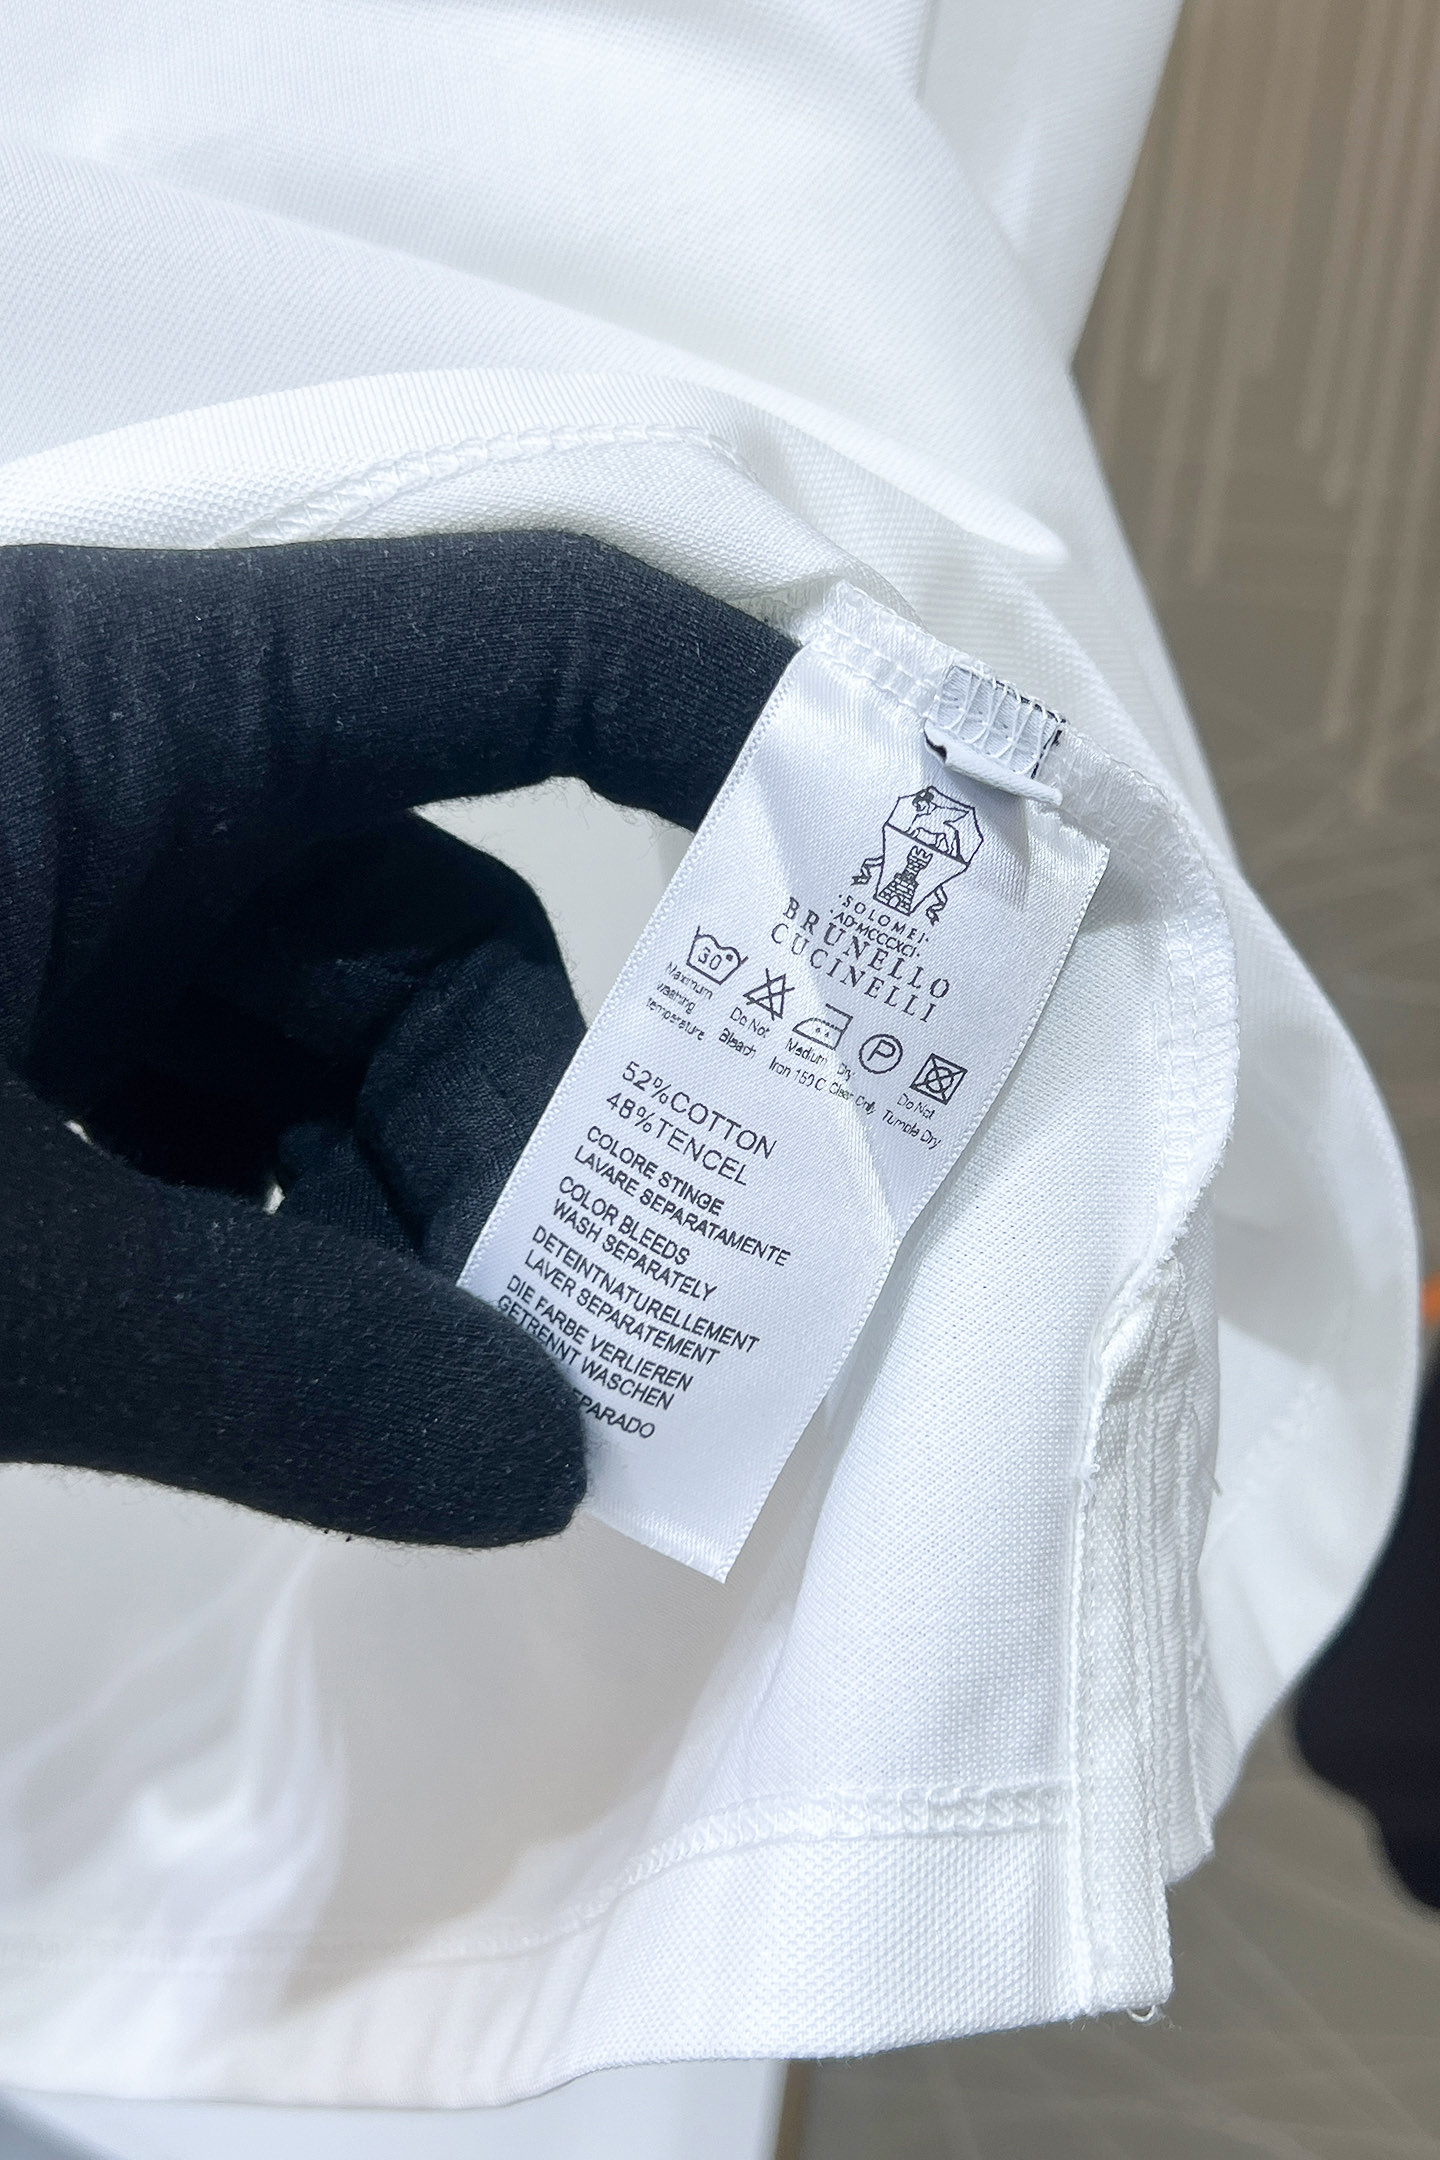 ·SOLOMEI·
·AD·MCCCXCI·
BRUNELLO
CUCINELLI
30
P
Maximum
washing
temperature
Do Not
Bleach
Medium
Iron 150 C
Dry
Clean Only
Do Not
Tumble Dry
52%COTTON
48%TENCEL
COLORE STINGE
LAVARE SEPARATAMENTE
COLOR BLEEDS
WASH SEPARATELY
DETEINTNATURELLEMENT
LAVER SEPARATEMENT
DIE FARBE VERLIEREN
GETRENNT WASCHEN
EPARADO